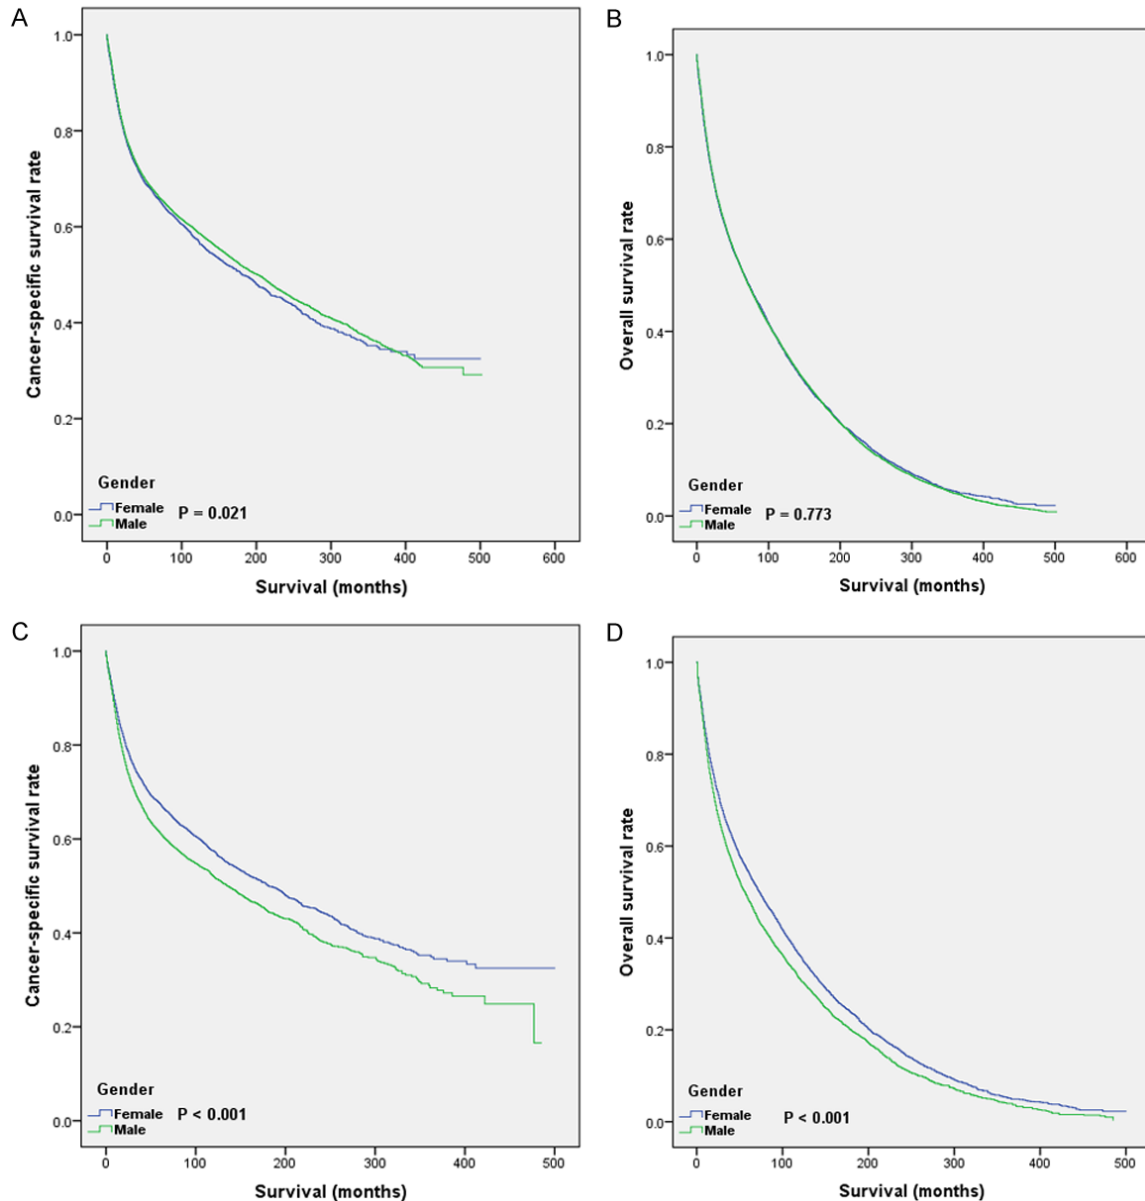 A
Cancer-specific survival rate
1.0
0.8
0.6
0.4
0.2
0.0
Gender
Female
Male
P = 0.021
0 100 200 300 400 500 600
Survival (months)
B
Overall survival rate
1.0
0.8
0.6
0.4
0.2
0.0
Gender
Female
Male
P = 0.773
0 100 200 300 400 500 600
Survival (months)
C
Cancer-specific survival rate
1.0
0.8
0.6
0.4
0.2
0.0
Gender
Female
Male
P < 0.001
0 100 200 300 400 500
Survival (months)
D
Overall survival rate
1.0
0.8
0.6
0.4
0.2
0.0
Gender
Female
Male
P < 0.001
0 100 200 300 400 500
Survival (months)